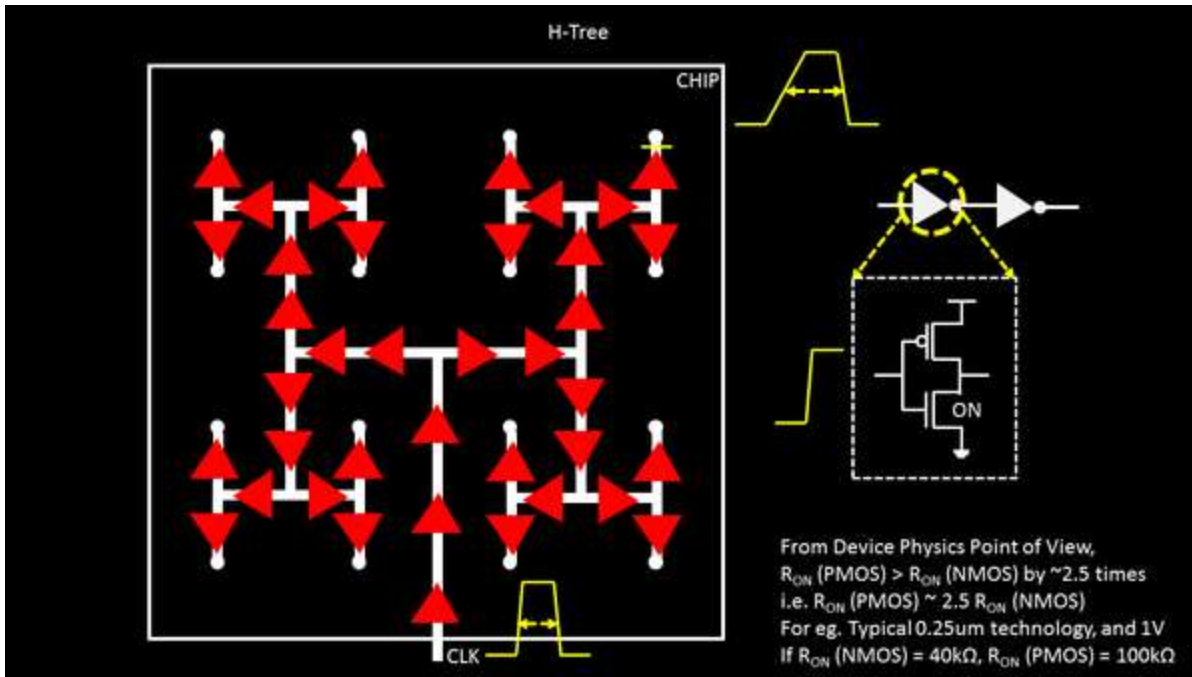 H-Tree
CHIP
ON
CLK
From Device Physics Point of View,
RON (PMOS) > RON (NMOS) by ~2.5 times
i.e. RON (PMOS) ~ 2.5 RON (NMOS)
For eg. Typical 0.25um technology, and 1V
If RON (NMOS) = 40kΩ, RON (PMOS) = 100kΩ